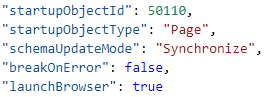 "startupObjectId": 50110,
"startupObjectType": "Page",
"schemaUpdateMode": "Synchronize",
"breakOnError": false,
"launchBrowser": true